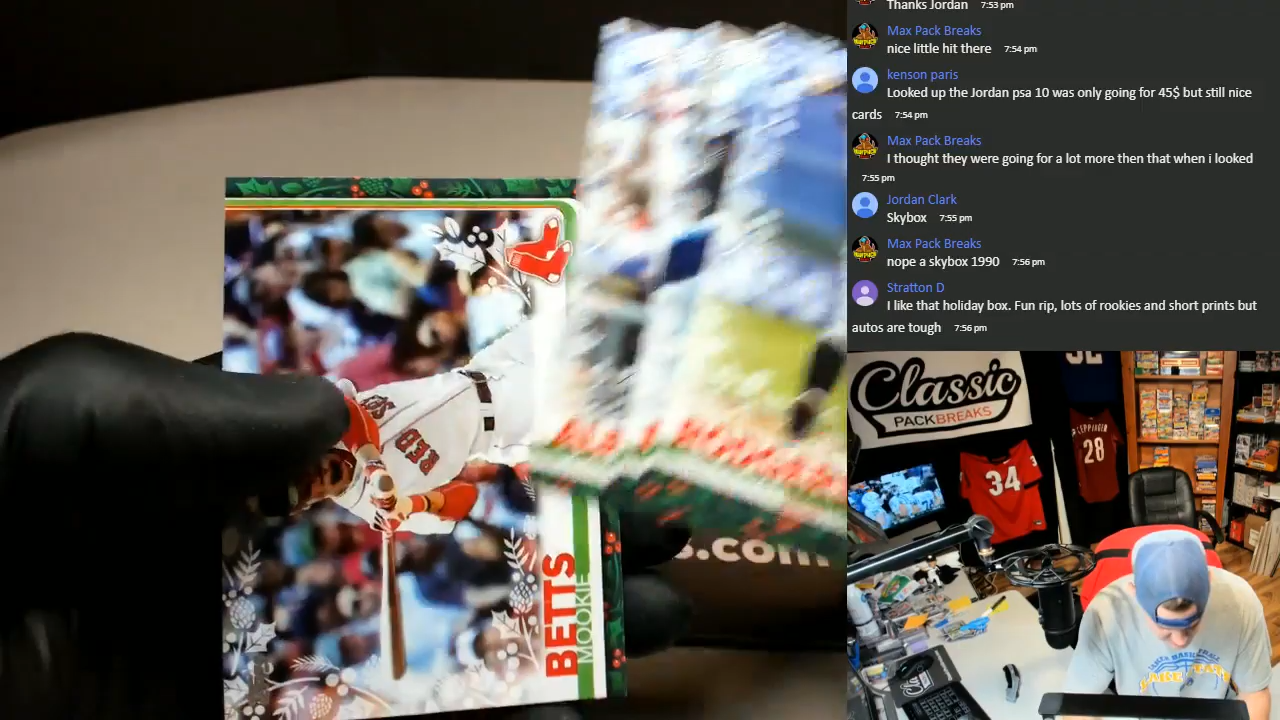 Thanks Jordan 7:53 pm
Max Pack Breaks
nice little hit there 7:54 pm
kenson paris
Looked up the Jordan psa 10 was only going for 45$ but still nice
cards 7:54 pm
Max Pack Breaks
I thought they were going for a lot more then that when i looked
7:55 pm
Jordan Clark
Skybox 7:55 pm
Max Pack Breaks
nope a skybox 1990 7:56 pm
Stratton D
I like that holiday box. Fun rip, lots of rookies and short prints but
autos are tough 7:56 pm
BETTS
MOOKIE
RED
s.com
Classic
PACKBREAKS
34
28